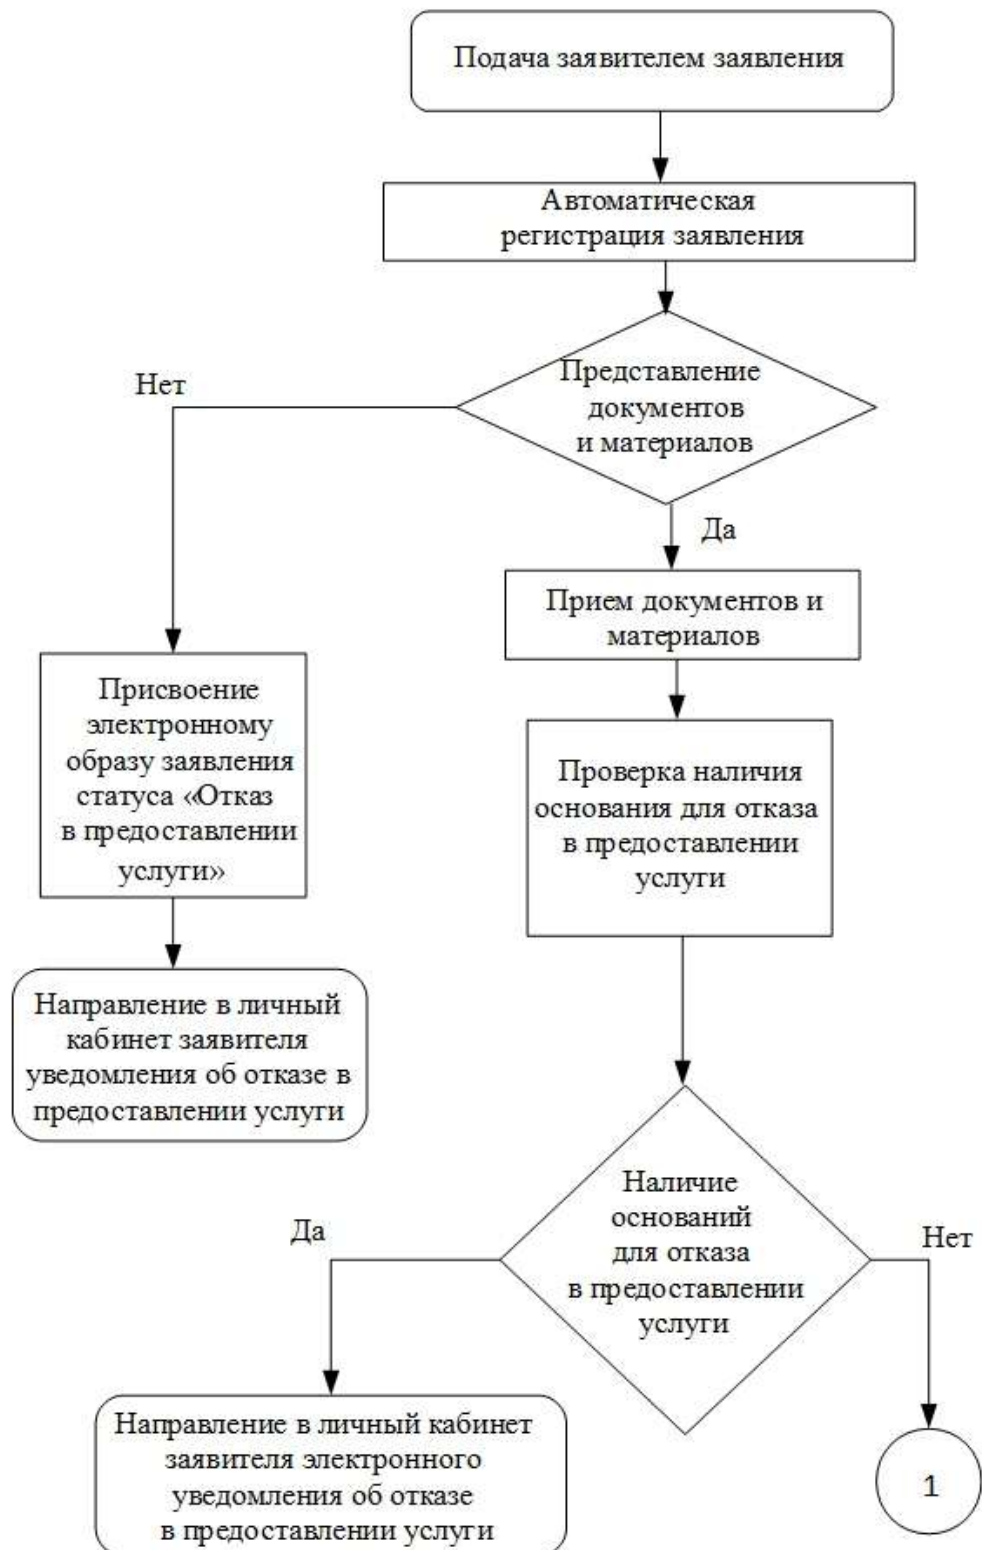 Подача заявителем заявления
Автоматическая
регистрация заявления
Представление
документов
и материалов
Нет
Да
Прием документов и
материалов
Присвоение
электронному
образу заявления
статуса «Отказ
в предоставлении
услуги»
Проверка наличия
основания для отказа
в предоставлении
услуги
Направление в личный
кабинет заявителя
уведомления об отказе в
предоставлении услуги
Наличие
оснований
для отказа
в предоставлении
услуги
Да
Нет
Направление в личный кабинет
заявителя электронного
уведомления об отказе
в предоставлении услуги
1